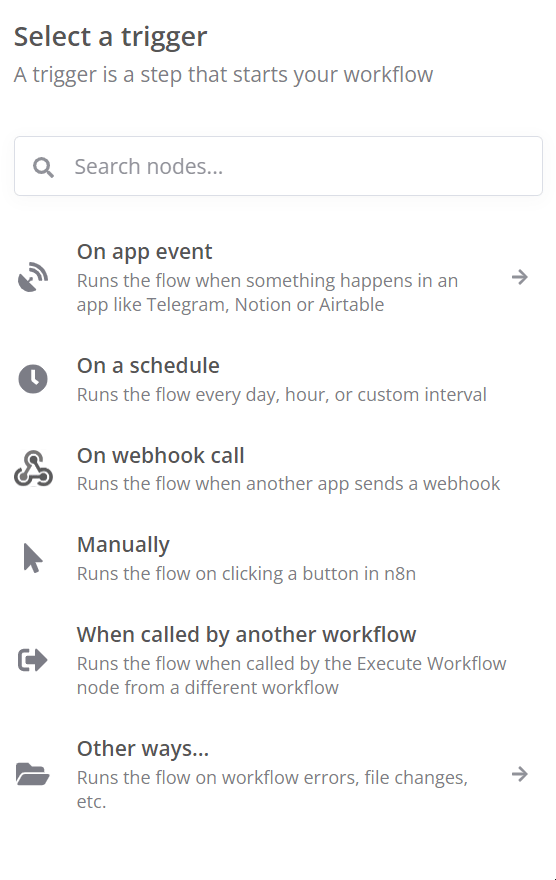 Select a trigger
A trigger is a step that starts your workflow
Search nodes...
On app event
Runs the flow when something happens in an
app like Telegram, Notion or Airtable
On a schedule
Runs the flow every day, hour, or custom interval
On webhook call
Runs the flow when another app sends a webhook
Manually
Runs the flow on clicking a button in n8n
When called by another workflow
Runs the flow when called by the Execute Workflow
node from a different workflow
Other ways...
Runs the flow on workflow errors, file changes,
etc.